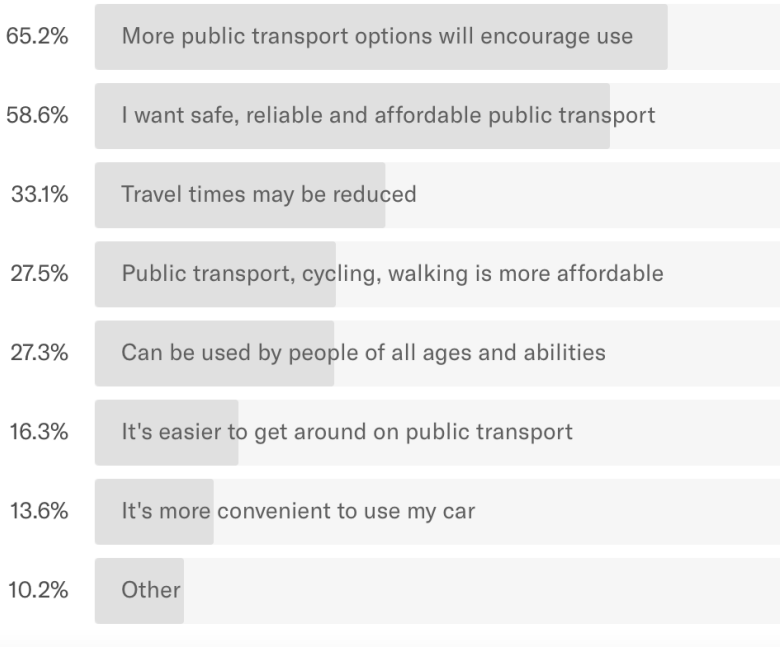 65.2% More public transport options will encourage use
58.6% I want safe, reliable and affordable public transport
33.1% Travel times may be reduced
27.5% Public transport, cycling, walking is more affordable
27.3% Can be used by people of all ages and abilities
16.3% It's easier to get around on public transport
13.6% It's more convenient to use my car
10.2% Other